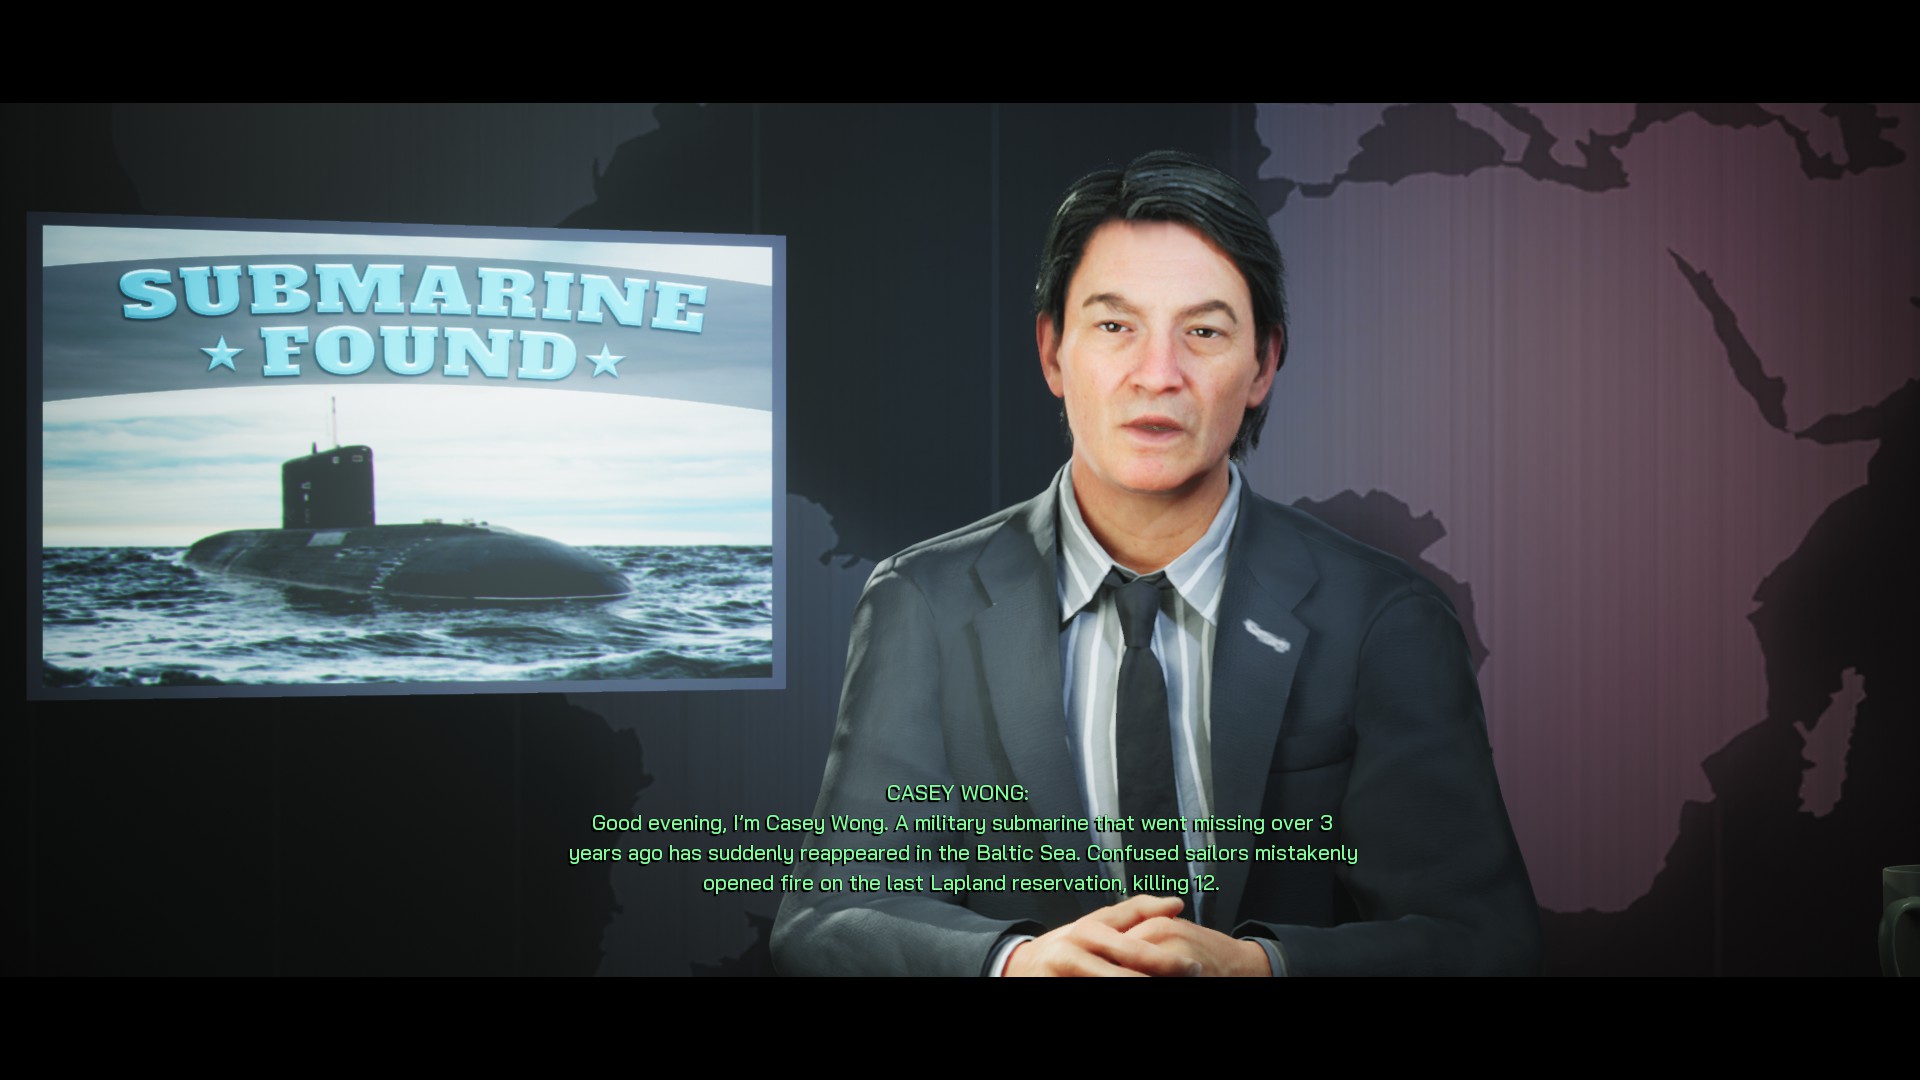 SUBMARINE
FOUND
CASEY WONG:
Good evening, I'm Casey Wong. A military submarine that went missing over 3
years ago has suddenly reappeared in the Baltic Sea. Confused sailors mistakenly
opened fire on the last Lapland reservation, killing 12.